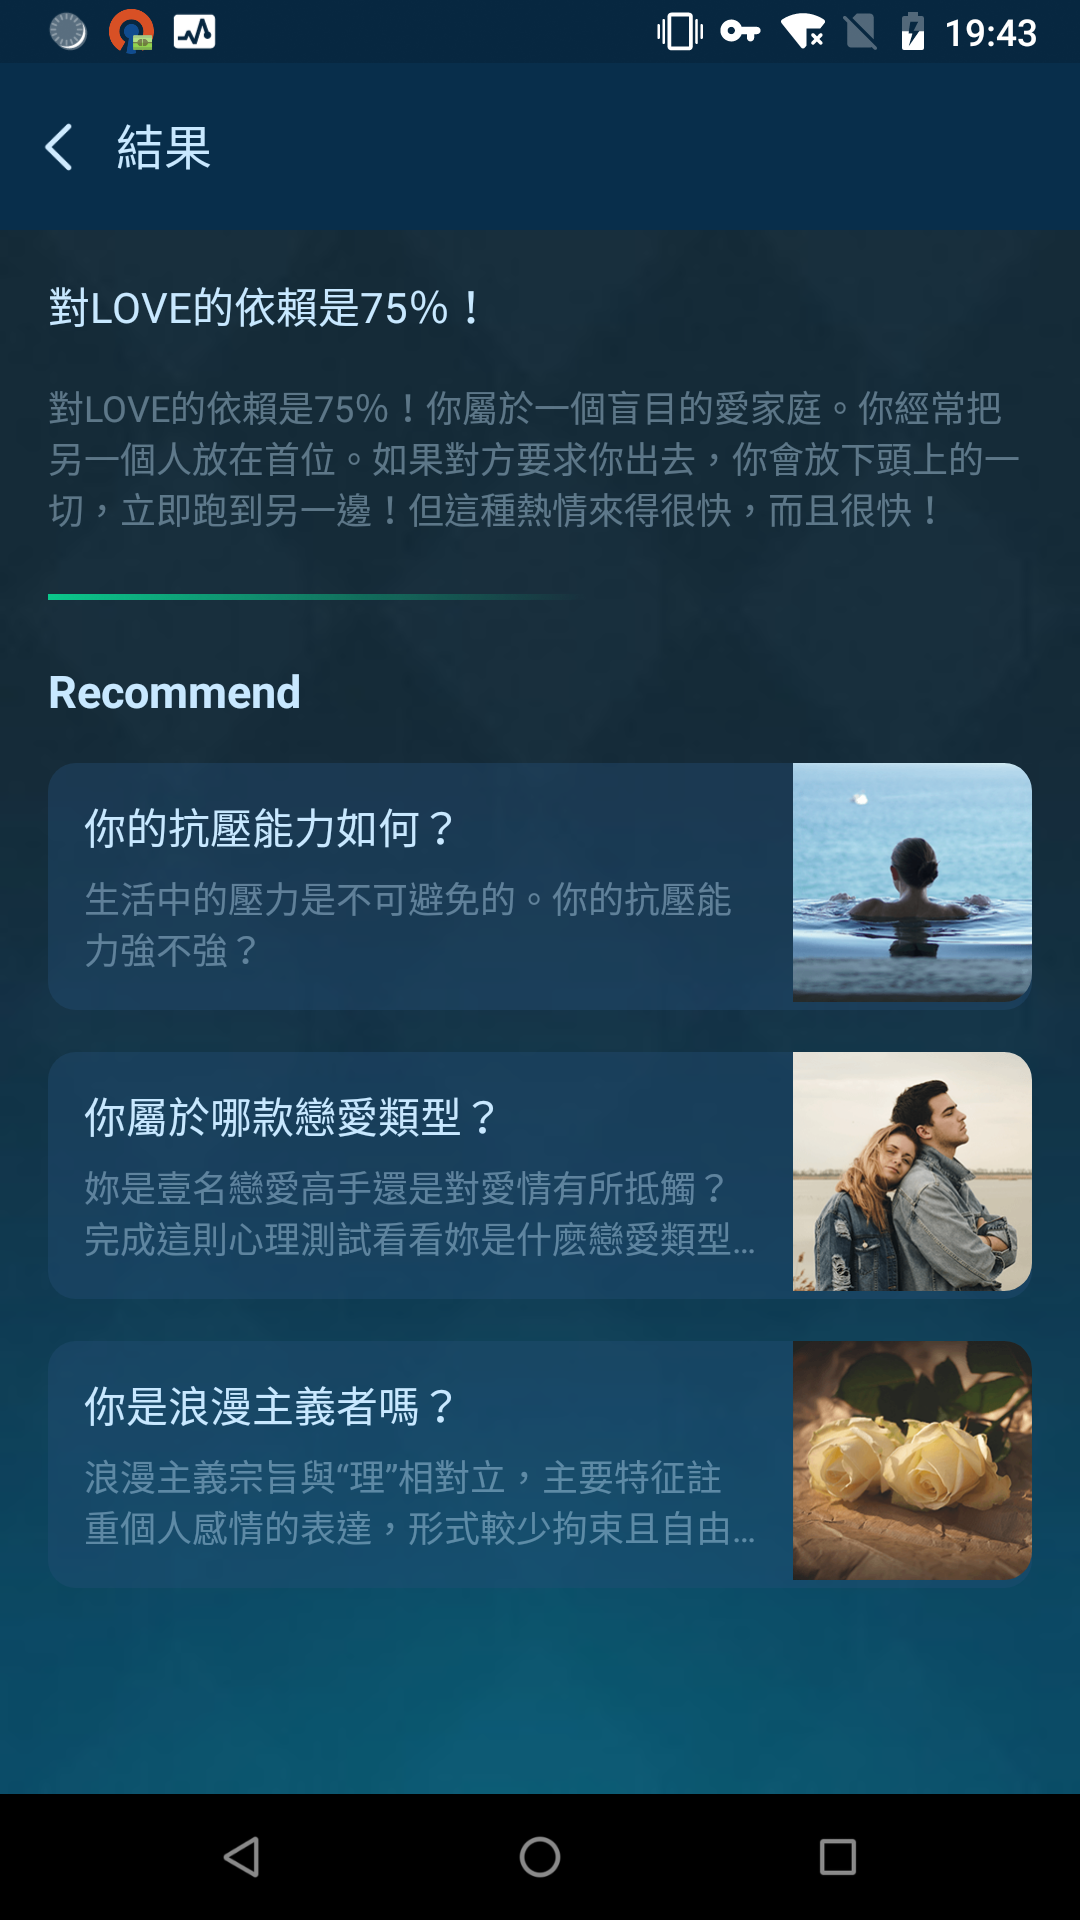 19:43
結果
對LOVE的依賴是75％！
對LOVE的依賴是75％！你屬於一個盲目的愛家庭。你經常把
另一個人放在首位。如果對方要求你出去，你會放下頭上的一
切，立即跑到另一邊！但這種熱情來得很快，而且很快！
Recommend
你的抗壓能力如何？
生活中的壓力是不可避免的。你的抗壓能
力強不強？
你屬於哪款戀愛類型？
妳是壹名戀愛高手還是對愛情有所抵觸？
完成這則心理測試看看妳是什麽戀愛類型...
你是浪漫主義者嗎？
浪漫主義宗旨與“理”相對立，主要特征註
重個人感情的表達，形式較少拘束且自由...